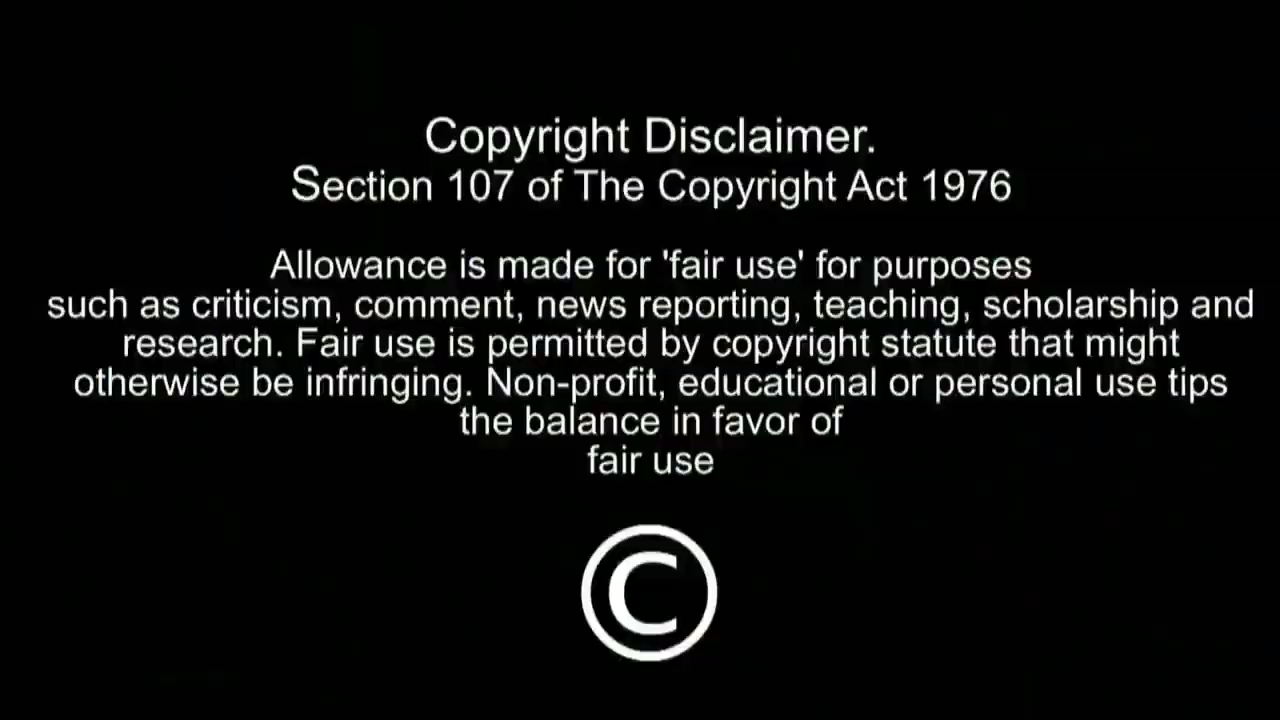 Copyright Disclaimer.
Section 107 of The Copyright Act 1976
Allowance is made for 'fair use' for purposes
such as criticism, comment, news reporting, teaching, scholarship and
research. Fair use is permitted by copyright statute that might
otherwise be infringing. Non-profit, educational or personal use tips
the balance in favor of
fair use
©